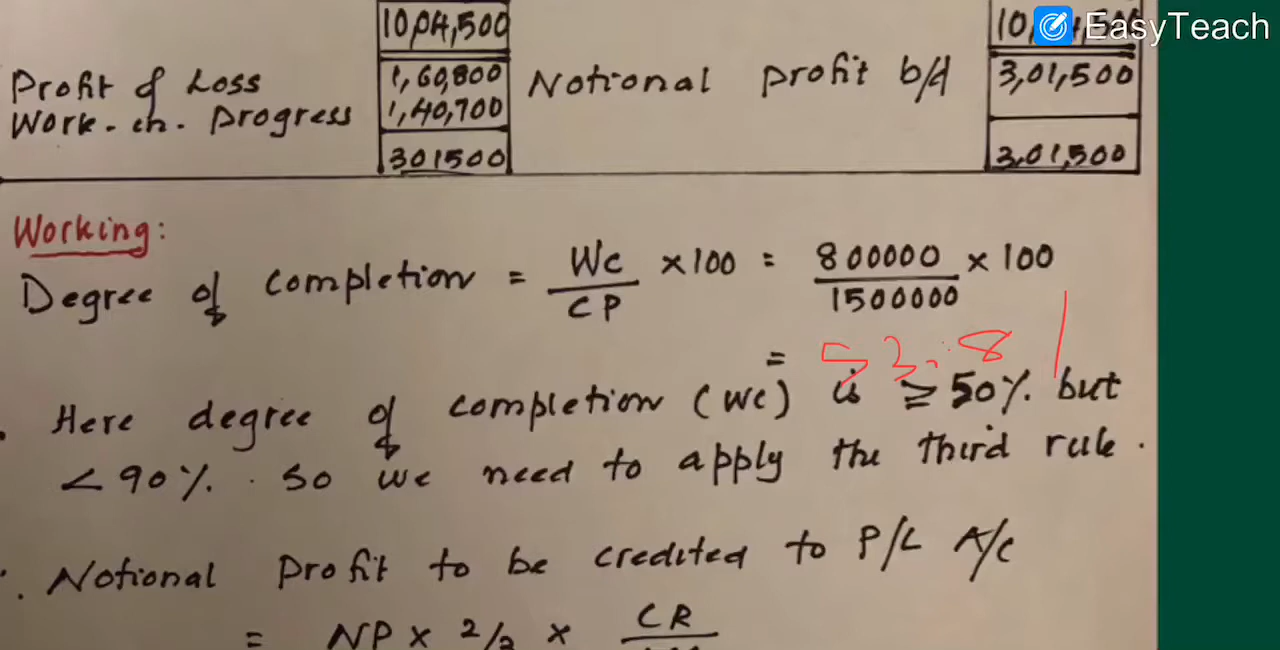 10,04,500 10, EasyTeach
Profit & Loss 1,60,800 Notional profit b/d 3,01,500
Work-in-Progress 1,40,700
301500 3,01,500
Working:
Degree of completion = WC/CP ×100 = 800000/1500000 × 100
= 53.8
Here degree of completion (WC) is ≥ 50% but
< 90%. So we need to apply the third rule.
Notional Profit to be credited to P/L A/C
= NP × 2/3 × CR